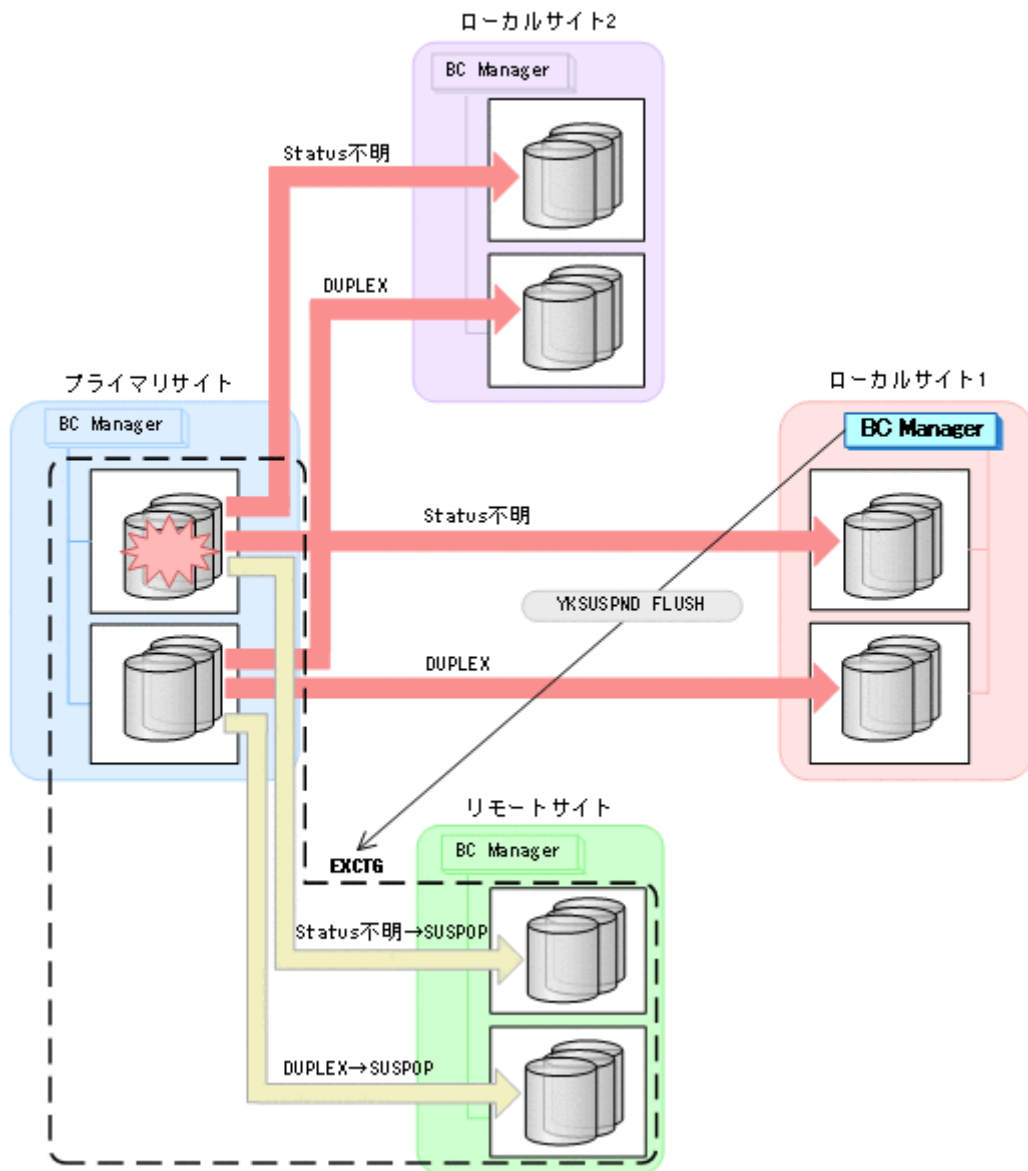 ローカルサイト2
BC Manager
Status不明
DUPLEX
プライマリサイト
BC Manager
ローカルサイト1
BC Manager
Status不明
YKSUSPND FLUSH
DUPLEX
リモートサイト
BC Manager
EXCTG
Status不明→SUSPOP
DUPLEX→SUSPOP